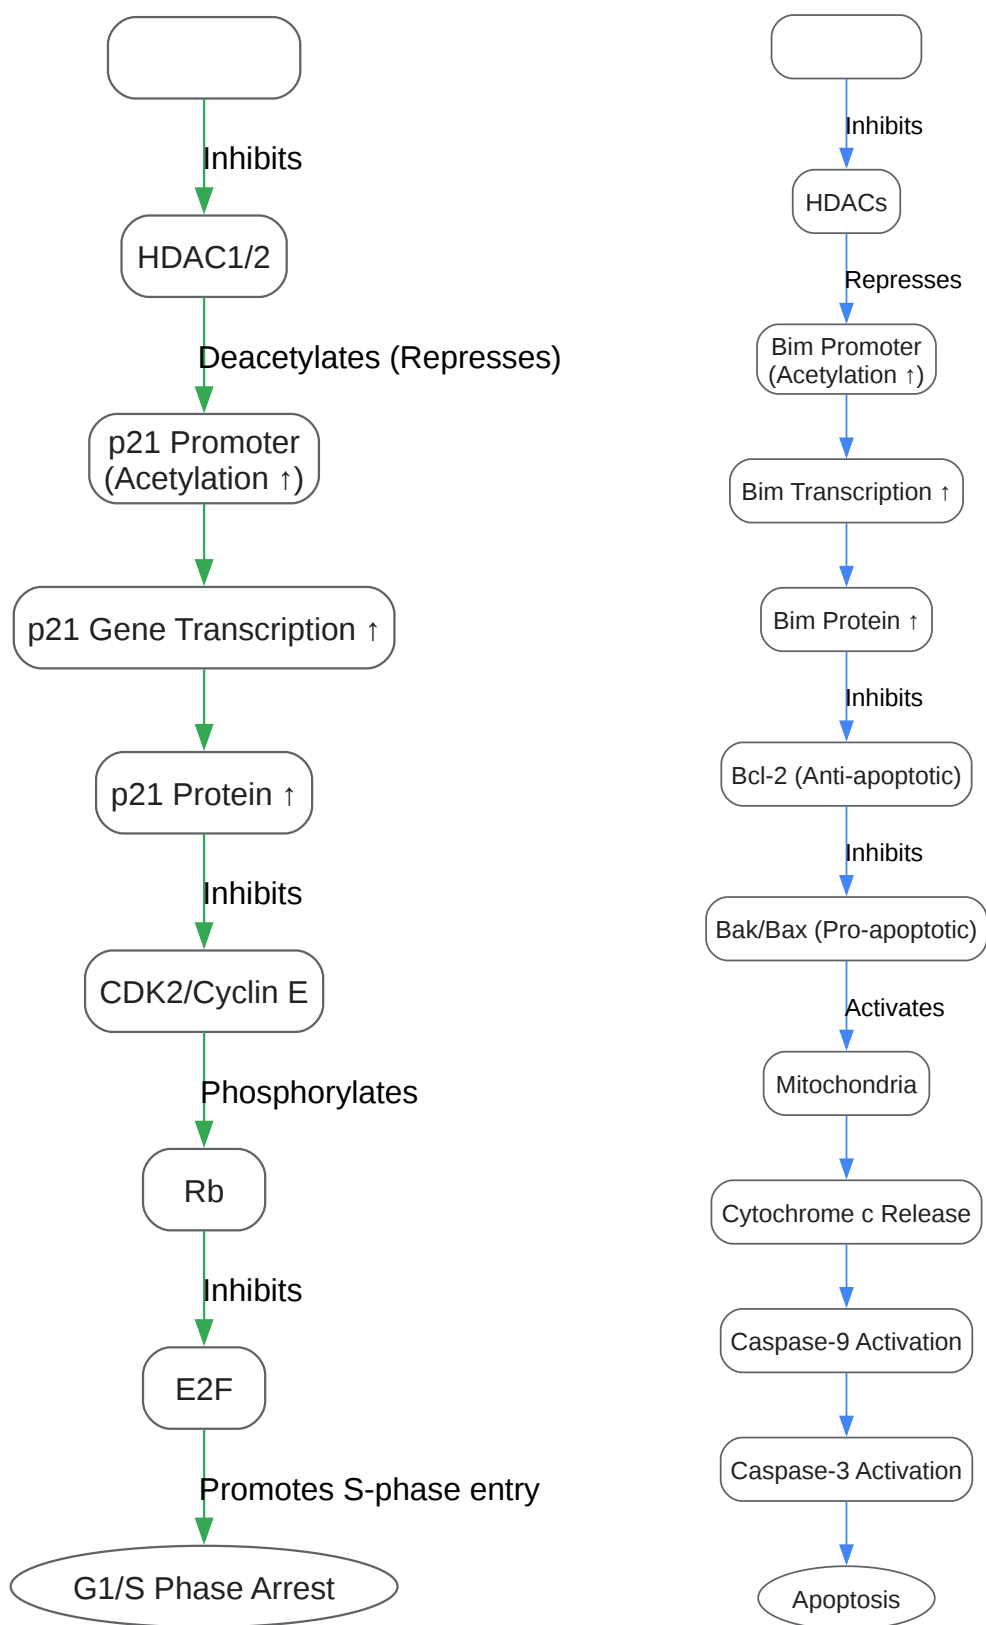 Inhibits
HDAC1/2
Deacetylates (Represses)
p21 Promoter
(Acetylation ↑)
p21 Gene Transcription ↑
p21 Protein ↑
Inhibits
CDK2/Cyclin E
Phosphorylates
Rb
Inhibits
E2F
Promotes S-phase entry
G1/S Phase Arrest
Inhibits
HDACs
Represses
Bim Promoter
(Acetylation ↑)
Bim Transcription ↑
Bim Protein ↑
Inhibits
Bcl-2 (Anti-apoptotic)
Inhibits
Bak/Bax (Pro-apoptotic)
Activates
Mitochondria
Cytochrome c Release
Caspase-9 Activation
Caspase-3 Activation
Apoptosis